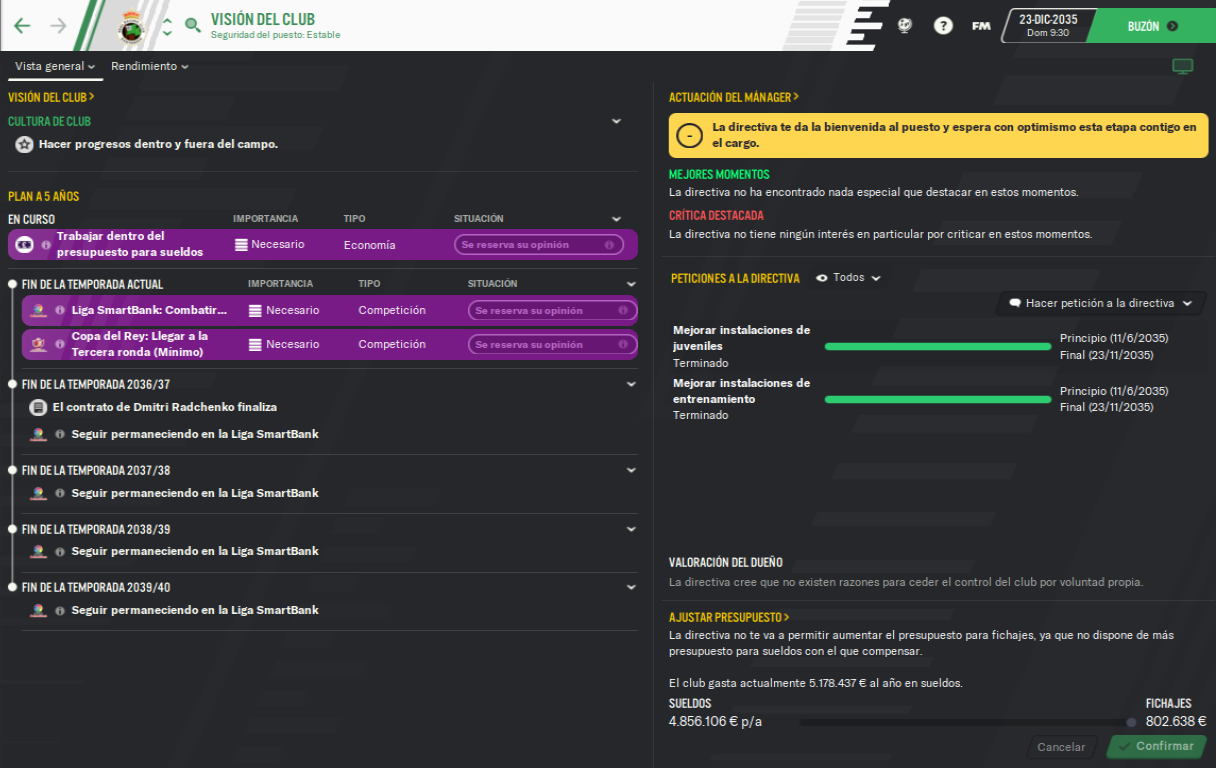 VISIÓN DEL CLUB
Seguridad del puesto: Estable
?
FM
23-DIC-2035
Dom 9:30
BUZÓN
Vista general
Rendimiento
VISIÓN DEL CLUB >
CULTURA DE CLUB
Hacer progresos dentro y fuera del campo.
PLAN A 5 AÑOS
EN CURSO
IMPORTANCIA
TIPO
SITUACIÓN
Trabajar dentro del
presupuesto para sueldos
Necesario
Economía
Se reserva su opinión
FIN DE LA TEMPORADA ACTUAL
IMPORTANCIA
TIPO
SITUACIÓN
Liga SmartBank: Combatir...
Necesario
Competición
Se reserva su opinión
Copa del Rey: Llegar a la
Tercera ronda (Mínimo)
Necesario
Competición
Se reserva su opinión
FIN DE LA TEMPORADA 2036/37
El contrato de Dmitri Radchenko finaliza
Seguir permaneciendo en la Liga SmartBank
FIN DE LA TEMPORADA 2037/38
Seguir permaneciendo en la Liga SmartBank
FIN DE LA TEMPORADA 2038/39
Seguir permaneciendo en la Liga SmartBank
FIN DE LA TEMPORADA 2039/40
Seguir permaneciendo en la Liga SmartBank
ACTUACIÓN DEL MÁNAGER >
La directiva te da la bienvenida al puesto y espera con optimismo esta etapa contigo en
el cargo.
MEJORES MOMENTOS
La directiva no ha encontrado nada especial que destacar en estos momentos.
CRÍTICA DESTACADA
La directiva no tiene ningún interés en particular por criticar en estos momentos.
PETICIONES A LA DIRECTIVA
Todos
Hacer petición a la directiva
Mejorar instalaciones de
juveniles
Terminado
Principio (11/6/2035)
Final (23/11/2035)
Mejorar instalaciones de
entrenamiento
Terminado
Principio (11/6/2035)
Final (23/11/2035)
VALORACIÓN DEL DUEÑO
La directiva cree que no existen razones para ceder el control del club por voluntad propia.
AJUSTAR PRESUPUESTO >
La directiva no te va a permitir aumentar el presupuesto para fichajes, ya que no dispone de más
presupuesto para sueldos con el que compensar.
El club gasta actualmente 5.178.437 € al año en sueldos.
SUELDOS
4.856.106 € p/a
FICHAJES
802.638 €
Cancelar
Confirmar